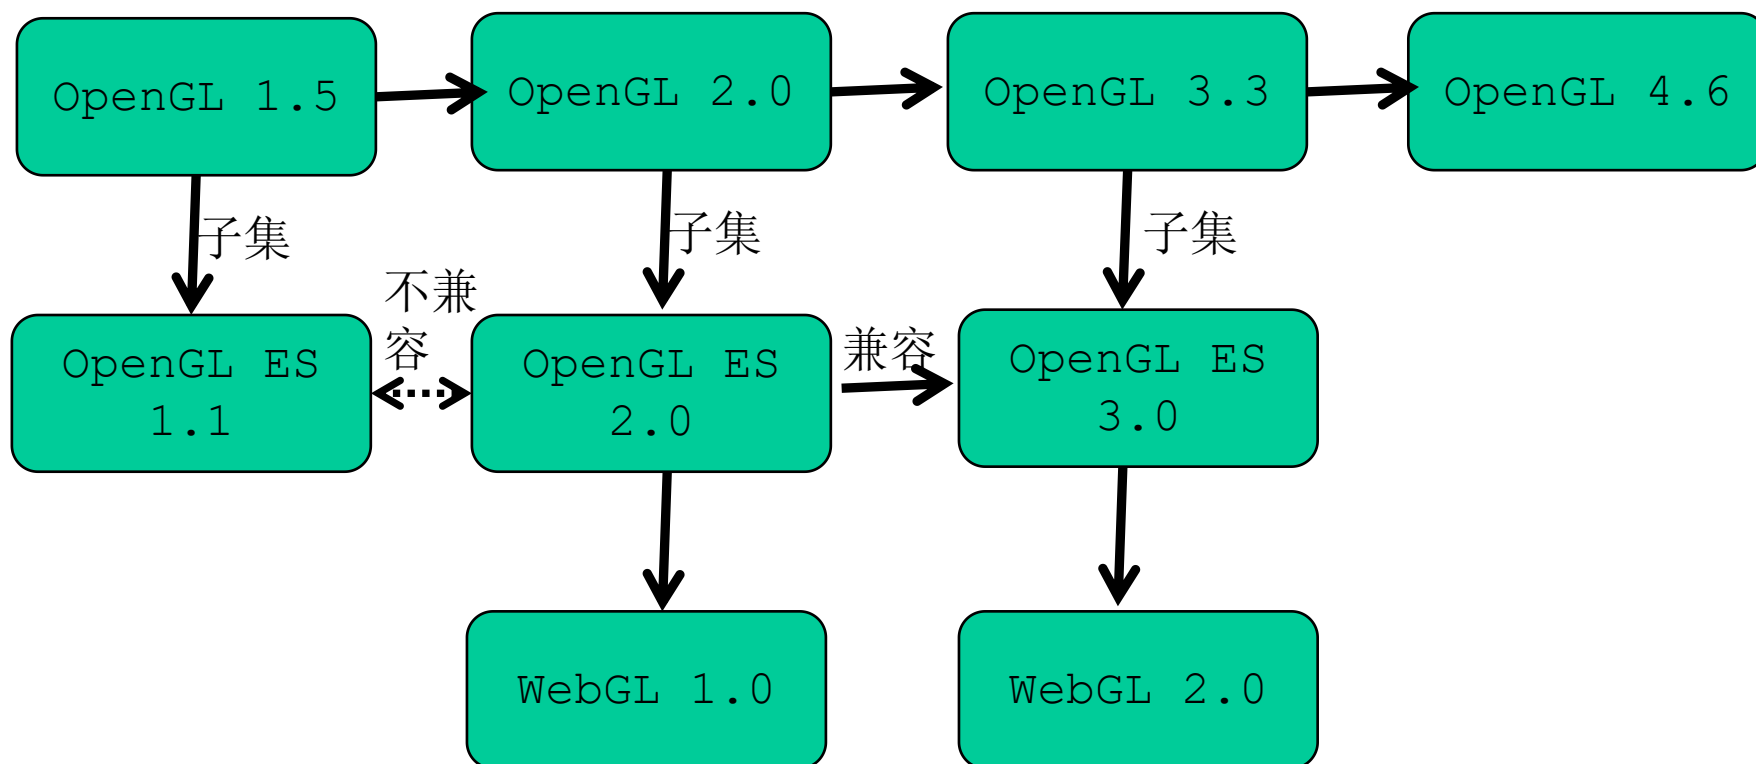 OpenGL 1.5
OpenGL 2.0
OpenGL 3.3
OpenGL 4.6
子集
子集
子集
不兼
容
兼容
OpenGL ES
1.1
OpenGL ES
2.0
OpenGL ES
3.0
WebGL 1.0
WebGL 2.0